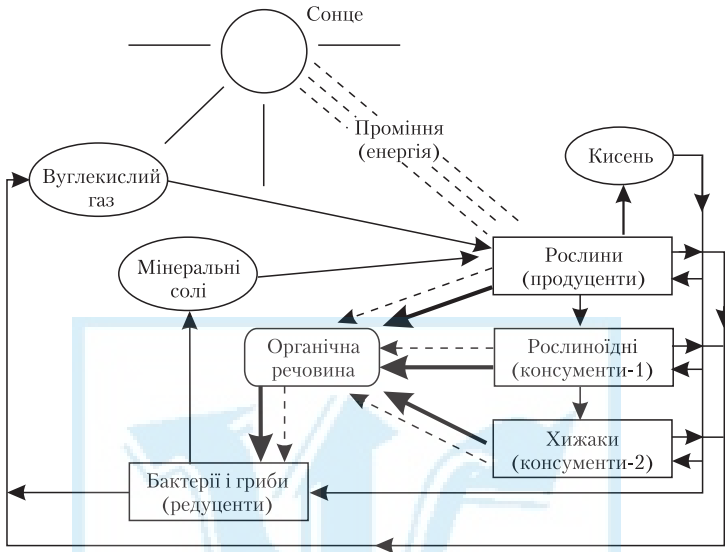 Сонце
Проміння
(енергія)
Кисень
Вуглекислий
газ
Мінеральні
солі
Рослини
(продуценти)
Органічна
речовина
Рослиноїдні
(консументи-1)
Хижаки
(консументи-2)
Бактерії і гриби
(редуценти)